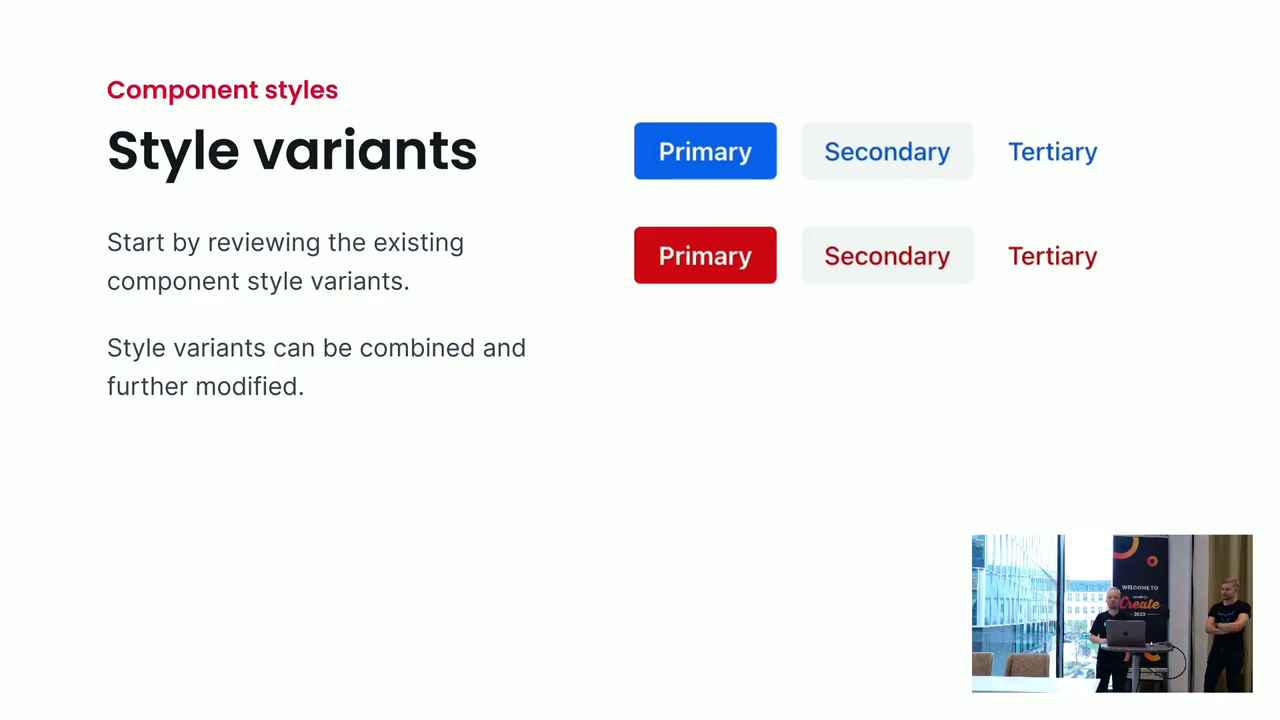 Component styles
Style variants
Start by reviewing the existing
component style variants.
Style variants can be combined and
further modified.
Primary Secondary Tertiary
Primary Secondary Tertiary
WELCOME TO
Create
2023